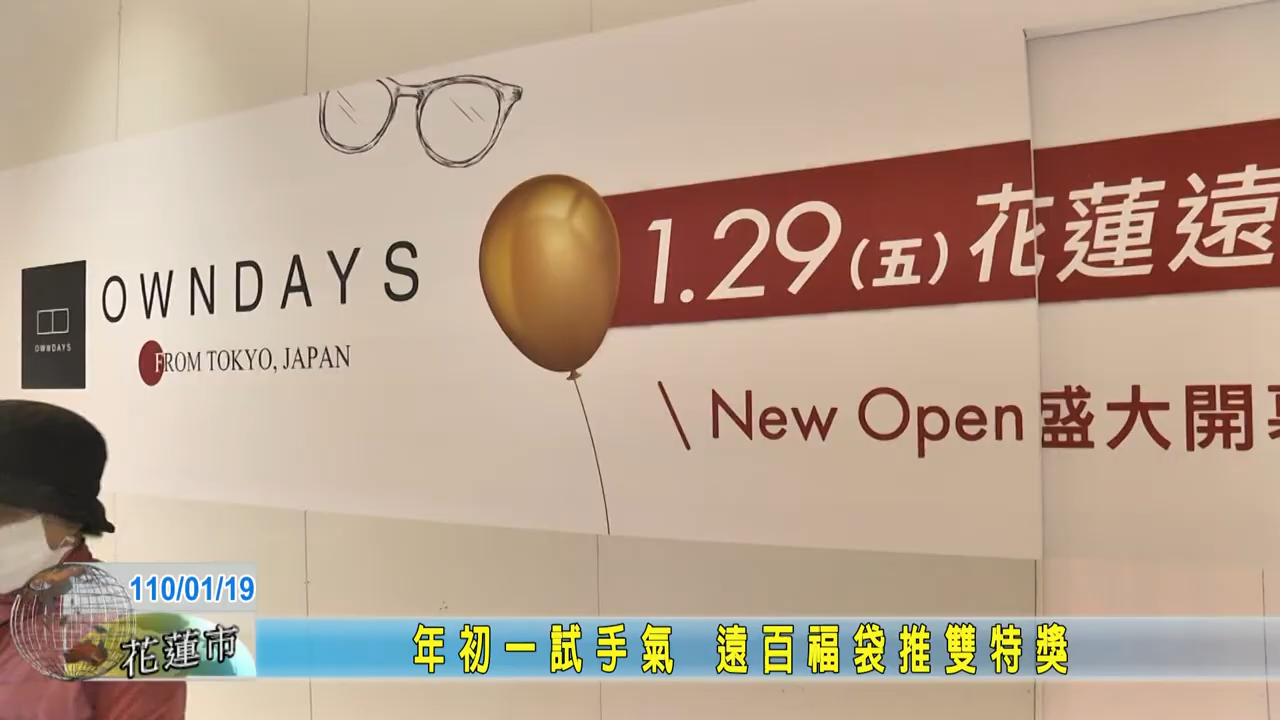 1.29(五)花蓮遠
OWNDAYS
OWNDAYS
FROM TOKYO, JAPAN
\ New Open 盛大開
110/01/19
花蓮市
年初一試手氣 遠百福袋推雙特獎